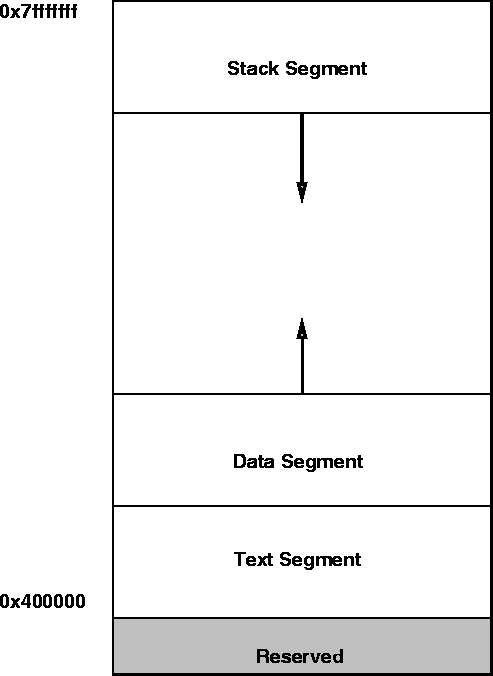 0x7fffffff
Stack Segment
Data Segment
Text Segment
0x400000
Reserved